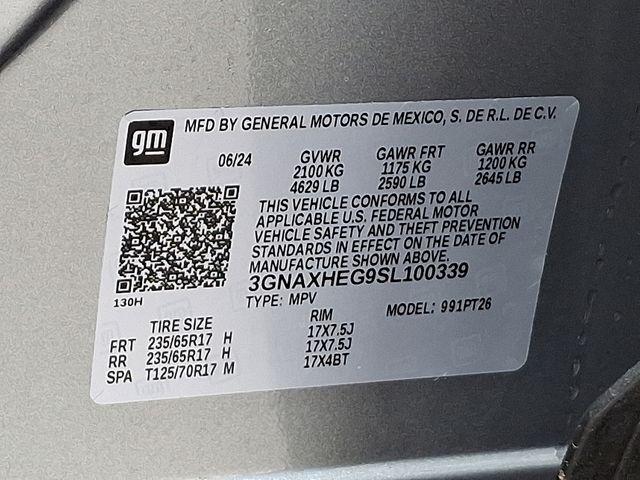 gm MFD BY GENERAL MOTORS DE MEXICO, S. DE R.L. DE C.V.
06/24 GVWR GAWR FRT GAWR RR
2100 KG 1175 KG 1200 KG
4629 LB 2590 LB 2645 LB
THIS VEHICLE CONFORMS TO ALL
APPLICABLE U.S. FEDERAL MOTOR
VEHICLE SAFETY AND THEFT PREVENTION
STANDARDS IN EFFECT ON THE DATE OF
MANUFACTURE SHOWN ABOVE.
3GNAXHEG9SL100339
130H
TYPE: MPV MODEL: 991PT26
TIRE SIZE RIM
FRT 235/65R17 H 17X7.5J
RR 235/65R17 H 17X7.5J
SPA T125/70R17 M 17X4BT